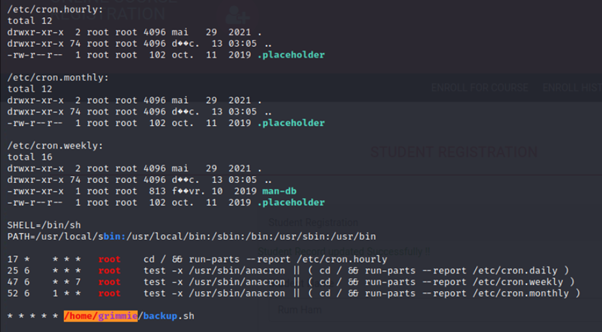 /etc/cron.hourly:
total 12
drwxr-xr-x  2 root root 4096 mai   29  2021 .
drwxr-xr-x 74 root root 4096 d��c.  13 03:05 ..
-rw-r--r--  1 root root  102 oct.  11  2019 .placeholder
/etc/cron.monthly:
total 12
drwxr-xr-x  2 root root 4096 mai   29  2021 .
drwxr-xr-x 74 root root 4096 d��c.  13 03:05 ..
-rw-r--r--  1 root root  102 oct.  11  2019 .placeholder
ENROLL FOR COURSE
/etc/cron.weekly:
total 16
drwxr-xr-x  2 root root 4096 mai   29  2021 .
drwxr-xr-x 74 root root 4096 d��c.  13 03:05 ..
-rwxr-xr-x  1 root root  813 f��vr. 10  2019 man-db
-rw-r--r--  1 root root  102 oct.  11  2019 .placeholder
STUDENT REGISTRATION
SHELL=/bin/sh
PATH=/usr/local/sbin:/usr/local/bin:/sbin:/bin:/usr/sbin:/usr/bin
17 *    * * *   root    cd / && run-parts --report /etc/cron.hourly
25 6    * * *   root    test -x /usr/sbin/anacron || ( cd / && run-parts --report /etc/cron.daily )
47 6    * * 7   root    test -x /usr/sbin/anacron || ( cd / && run-parts --report /etc/cron.weekly )
52 6    1 * *   root    test -x /usr/sbin/anacron || ( cd / && run-parts --report /etc/cron.monthly )
* * * * * /home/grimmie/backup.sh